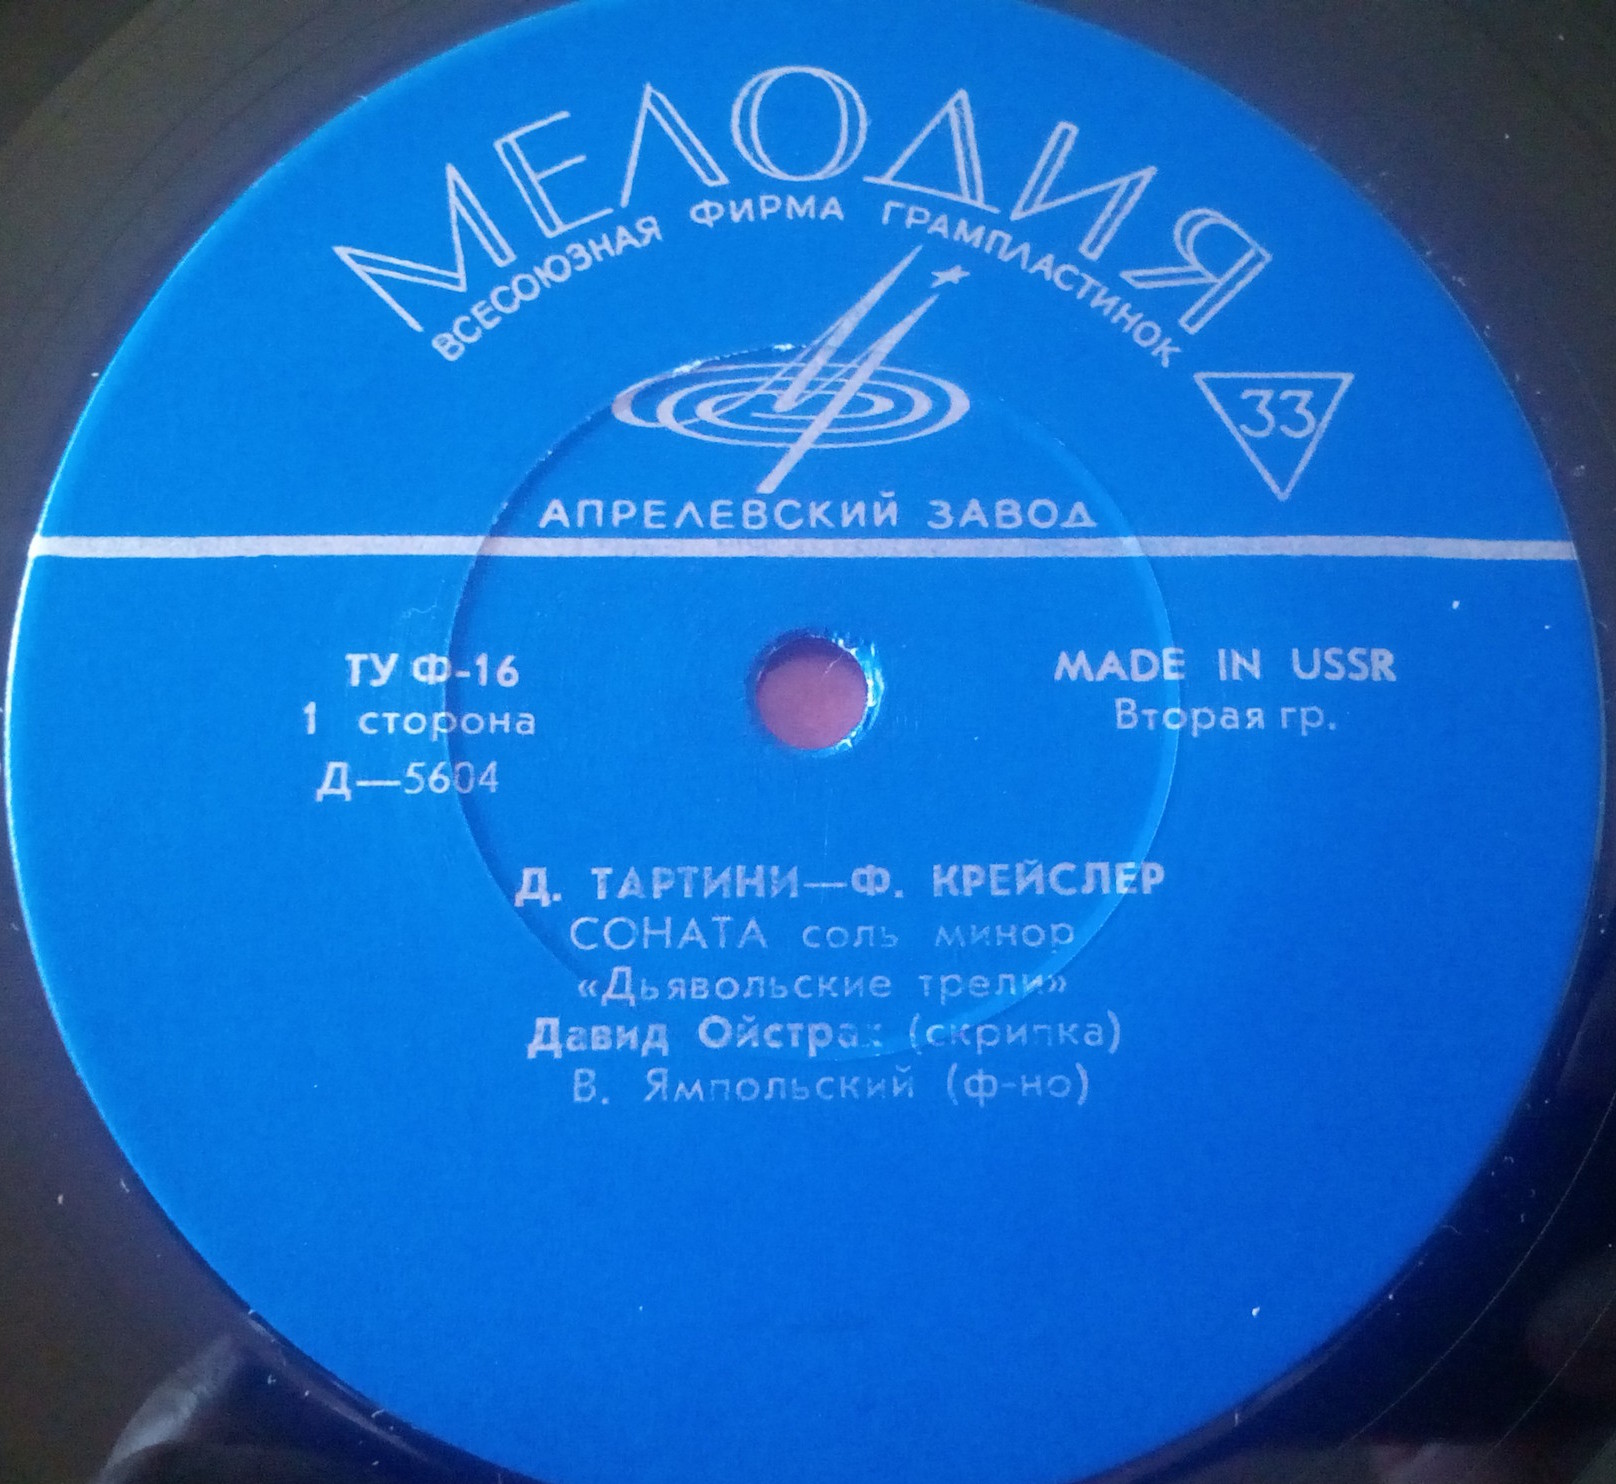 МЕЛОДИЯ
ВСЕСОЮЗНАЯ ФИРМА ГРАМПЛАСТИНОК
33
АПРЕЛЕВСКИЙ ЗАВОД
ТУ Ф-16
1 сторона
Д—5604
MADE IN USSR
Вторая гр.
Д. ТАРТИНИ—Ф. КРЕЙСЛЕР
СОНАТА соль минор
«Дьявольские трели»
Давид Ойстрах (скрипка)
В. Ямпольский (ф-но)